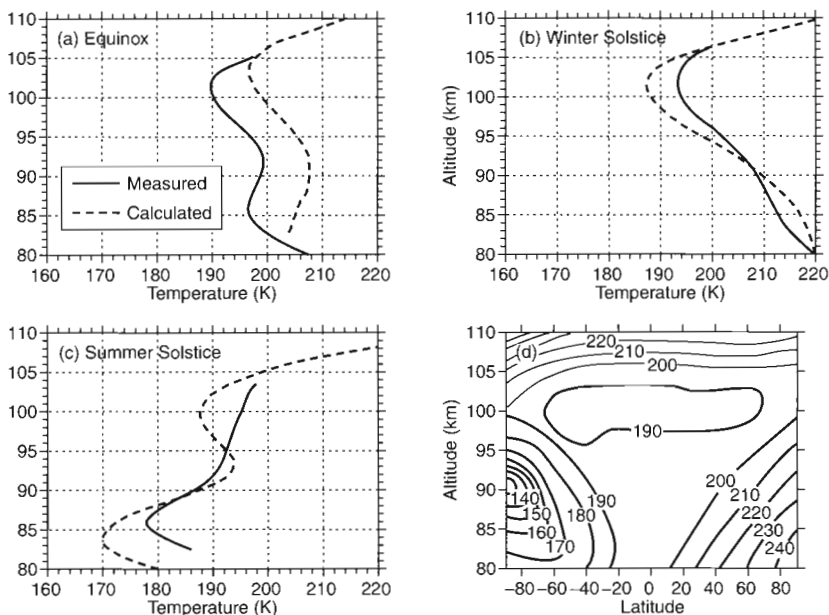 110
105
100
95
90
85
80
(a) Equinox
Measured
Calculated
160 170 180 190 200 210 220
Temperature (K)
Altitude (km)
110
105
100
95
90
85
80
(b) Winter Solstice
160 170 180 190 200 210 220
Temperature (K)
110
105
100
95
90
85
80
(c) Summer Solstice
160 170 180 190 200 210 220
Temperature (K)
Altitude (km)
110
105
100
95
90
85
80
(d)
220
210
200
190
140
150
160
170
180
190
200
210
220
230
240
−80 −60 −40 −20 0 20 40 60 80
Latitude